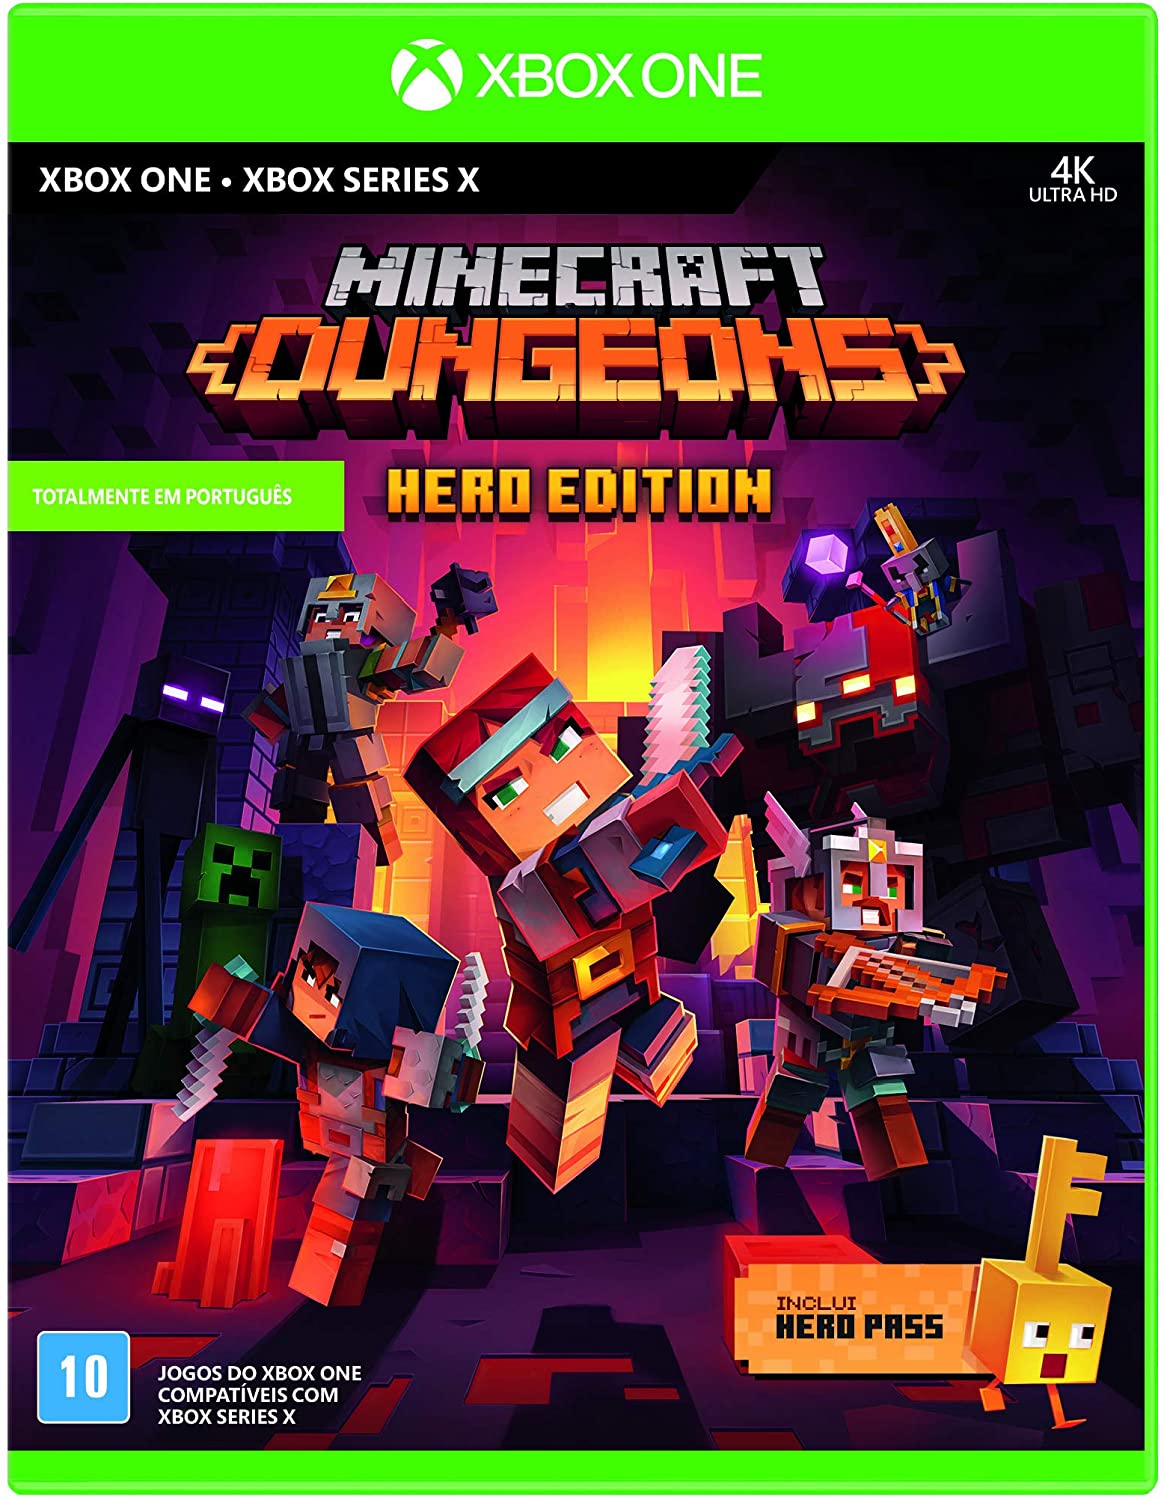 XBOX ONE
XBOX ONE • XBOX SERIES X
4K
ULTRA HD
MINECRAFT
DUNGEONS
HERO EDITION
TOTALMENTE EM PORTUGUÊS
INCLUI
HERO PASS
10
JOGOS DO XBOX ONE
COMPATÍVEIS COM
XBOX SERIES X